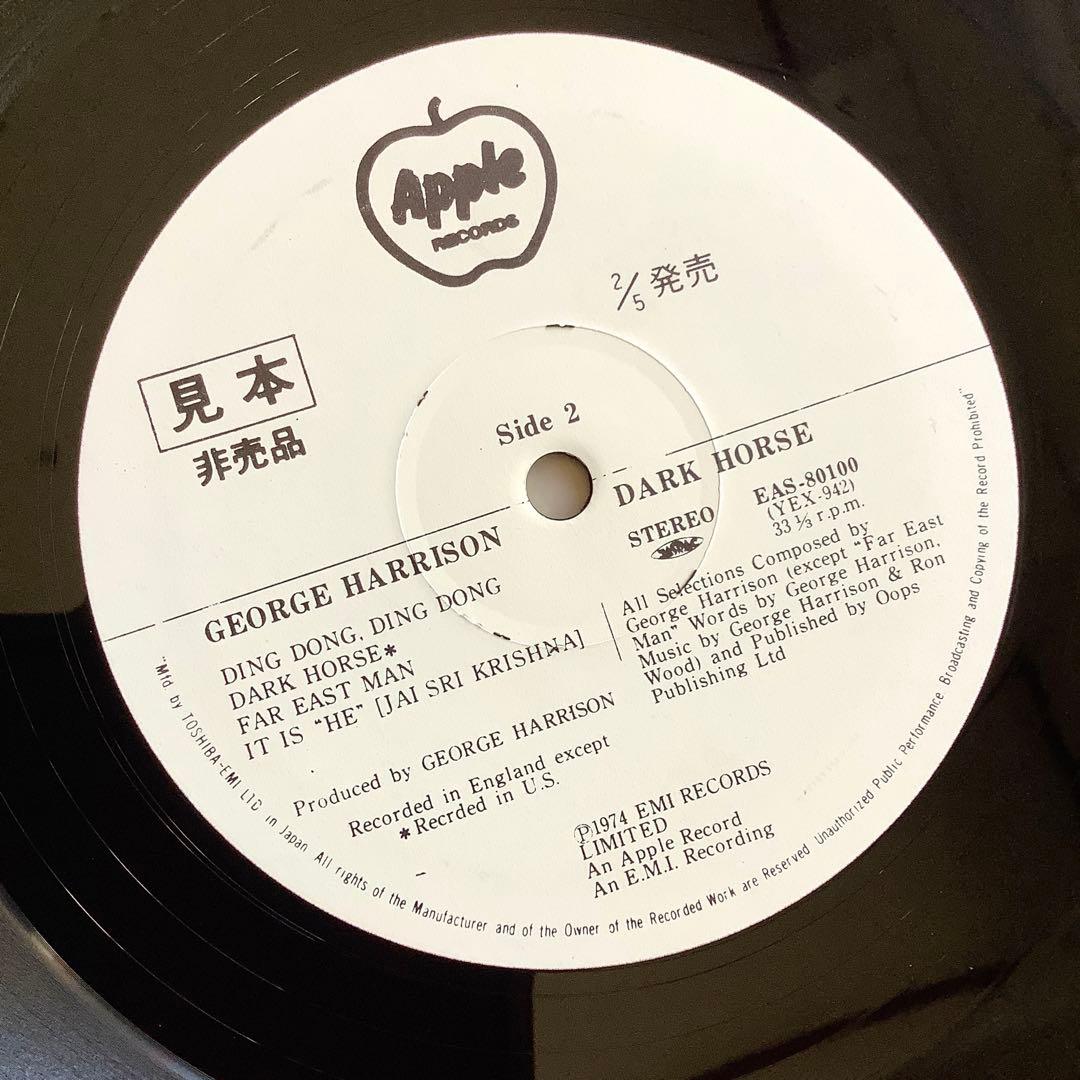 Apple
RECORDS
2/5 発売
見本
非売品
Side 2
GEORGE HARRISON
DARK HORSE
DING DONG, DING DONG
DARK HORSE*
FAR EAST MAN
IT IS "HE" [JAI SRI KRISHNA]
STEREO
EAS-80100
(YEX-942)
33 ⅓ r.p.m.
All Selections Composed by
George Harrison (except "Far East
Man" Words by George Harrison,
Music by George Harrison & Ron
Wood) and Published by Oops
Publishing Ltd
Produced by GEORGE HARRISON
Recorded in England except
*Recrded in U.S.
Ⓟ1974 EMI RECORDS
LIMITED
An Apple Record
An E.M.I. Recording
"Mfd. by TOSHIBA-EMI LTD in Japan All rights of the Manufacturer and of the Owner of the Recorded Work are Reserved Unauthorized Public Performance Broadcasting and Copying of the Record Prohibited"